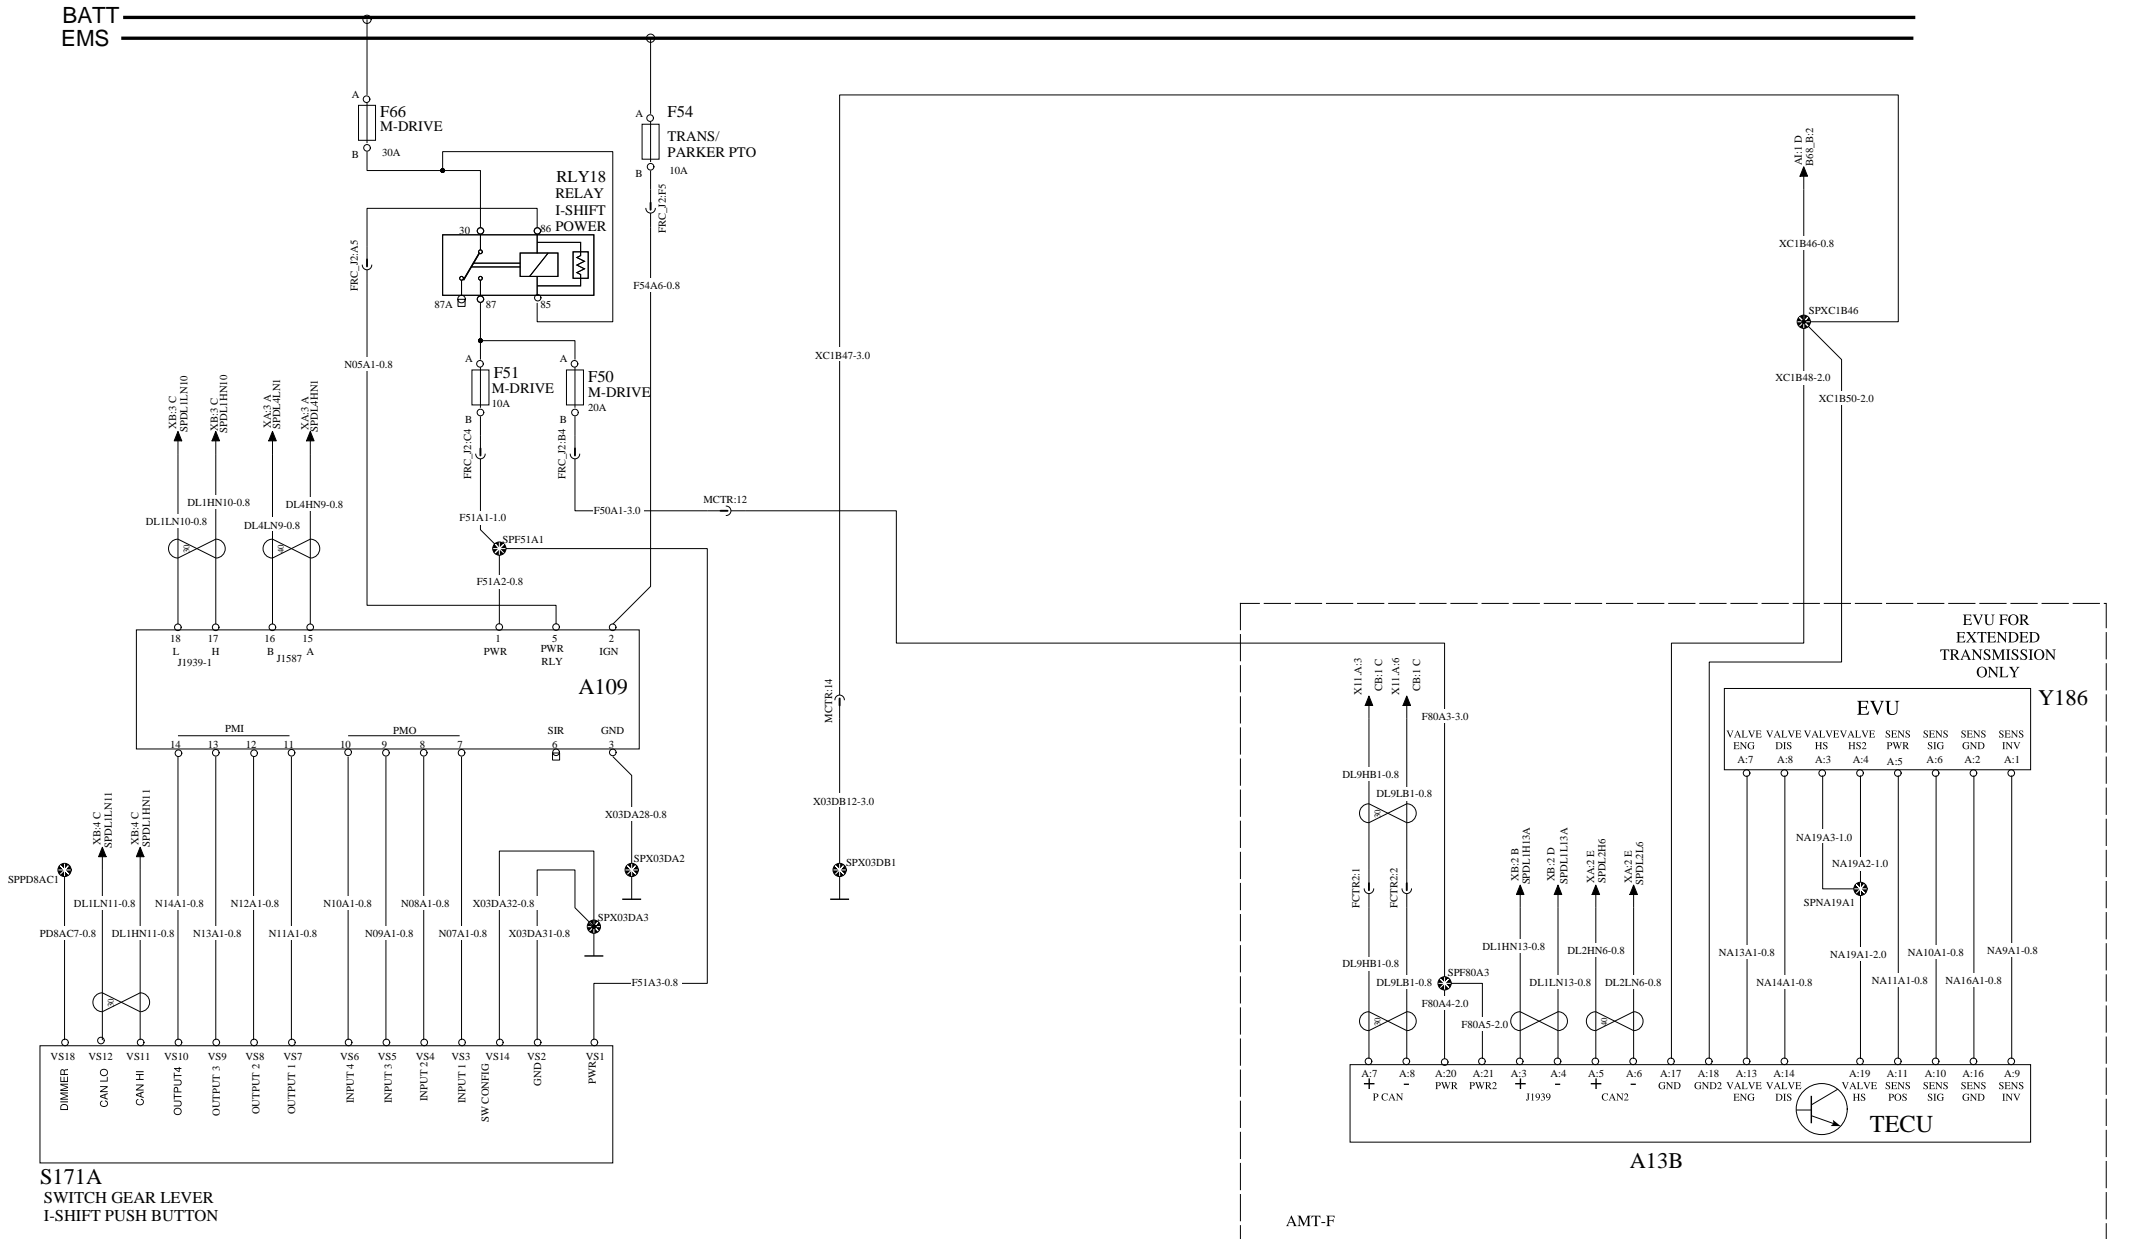 BATT
EMS
A
F66
M-DRIVE
B
30A
A
F54
TRANS/
PARKER PTO
B
10A
FRC_J2:F5
RLY18
RELAY
I-SHIFT
POWER
30
86
87A
87
85
FRC_J2:A5
F54A6-0.8
N05A1-0.8
A
F51
M-DRIVE
10A
B
A
F50
M-DRIVE
20A
B
FRC_J2:C4
FRC_J2:B4
XC1B47-3.0
AI:1 D
B68_B:2
XC1B46-0.8
SPXC1B46
XC1B48-2.0
XC1B50-2.0
XB:3 C
SPDL1LN10
XB:3 C
SPDL1HN10
XA:3 A
SPDL4LN1
XA:3 A
SPDL4HN1
DL1HN10-0.8
DL4HN9-0.8
DL1LN10-0.8
DL4LN9-0.8
30
40
MCTR:12
F50A1-3.0
F51A1-1.0
SPF51A1
F51A2-0.8
18
17
16
15
1
5
2
L
H
B
A
PWR
PWR
RLY
IGN
J1939-1
J1587
A109
PMI
PMO
SIR
GND
14
13
12
11
10
9
8
7
6
3
MCTR:14
X03DB12-3.0
X03DA28-0.8
SPX03DA2
SPX03DB1
XB:4 C
SPDL1LN11
XB:4 C
SPDL1HN11
SPPD8AC1
DL1LN11-0.8
N14A1-0.8
N12A1-0.8
N10A1-0.8
N08A1-0.8
X03DA32-0.8
SPX03DA3
PD8AC7-0.8
DL1HN11-0.8
N13A1-0.8
N11A1-0.8
N09A1-0.8
N07A1-0.8
X03DA31-0.8
F51A3-0.8
30
VS18
VS12
VS11
VS10
VS9
VS8
VS7
VS6
VS5
VS4
VS3
VS14
VS2
VS1
DIMMER
CAN LO
CAN HI
OUTPUT4
OUTPUT 3
OUTPUT 2
OUTPUT 1
INPUT 4
INPUT 3
INPUT 2
INPUT 1
SW CONFIG
GND
PWR
S171A
SWITCH GEAR LEVER
I-SHIFT PUSH BUTTON
EVU FOR
EXTENDED
TRANSMISSION
ONLY
EVU
Y186
VALVE
ENG
A:7
VALVE
DIS
A:8
VALVE
HS
A:3
VALVE
HS2
A:4
SENS
PWR
A:5
SENS
SIG
A:6
SENS
GND
A:2
SENS
INV
A:1
X11.A:3
CB:1 C
X11.A:6
CB:1 C
F80A3-3.0
DL9HB1-0.8
DL9LB1-0.8
30
FCTR2:1
FCTR2:2
XB:2 B
SPDL1H13A
XB:2 D
SPDL1L13A
XA:2 E
SPDL2H6
XA:2 E
SPDL2L6
NA19A3-1.0
NA19A2-1.0
SPNA19A1
DL1HN13-0.8
DL2HN6-0.8
NA13A1-0.8
NA19A1-2.0
NA10A1-0.8
NA9A1-0.8
DL9HB1-0.8
DL9LB1-0.8
SPF80A3
F80A4-2.0
F80A5-2.0
DL1LN13-0.8
DL2LN6-0.8
NA14A1-0.8
NA11A1-0.8
NA16A1-0.8
30
40
A:7
+
A:8
-
P CAN
A:20
PWR
A:21
PWR2
A:3
+
A:4
-
J1939
A:5
+
A:6
-
CAN2
A:17
GND
A:18
GND2
A:13
VALVE
ENG
A:14
VALVE
DIS
A:19
VALVE
HS
A:11
SENS
POS
A:10
SENS
SIG
A:16
SENS
GND
A:9
SENS
INV
TECU
A13B
AMT-F